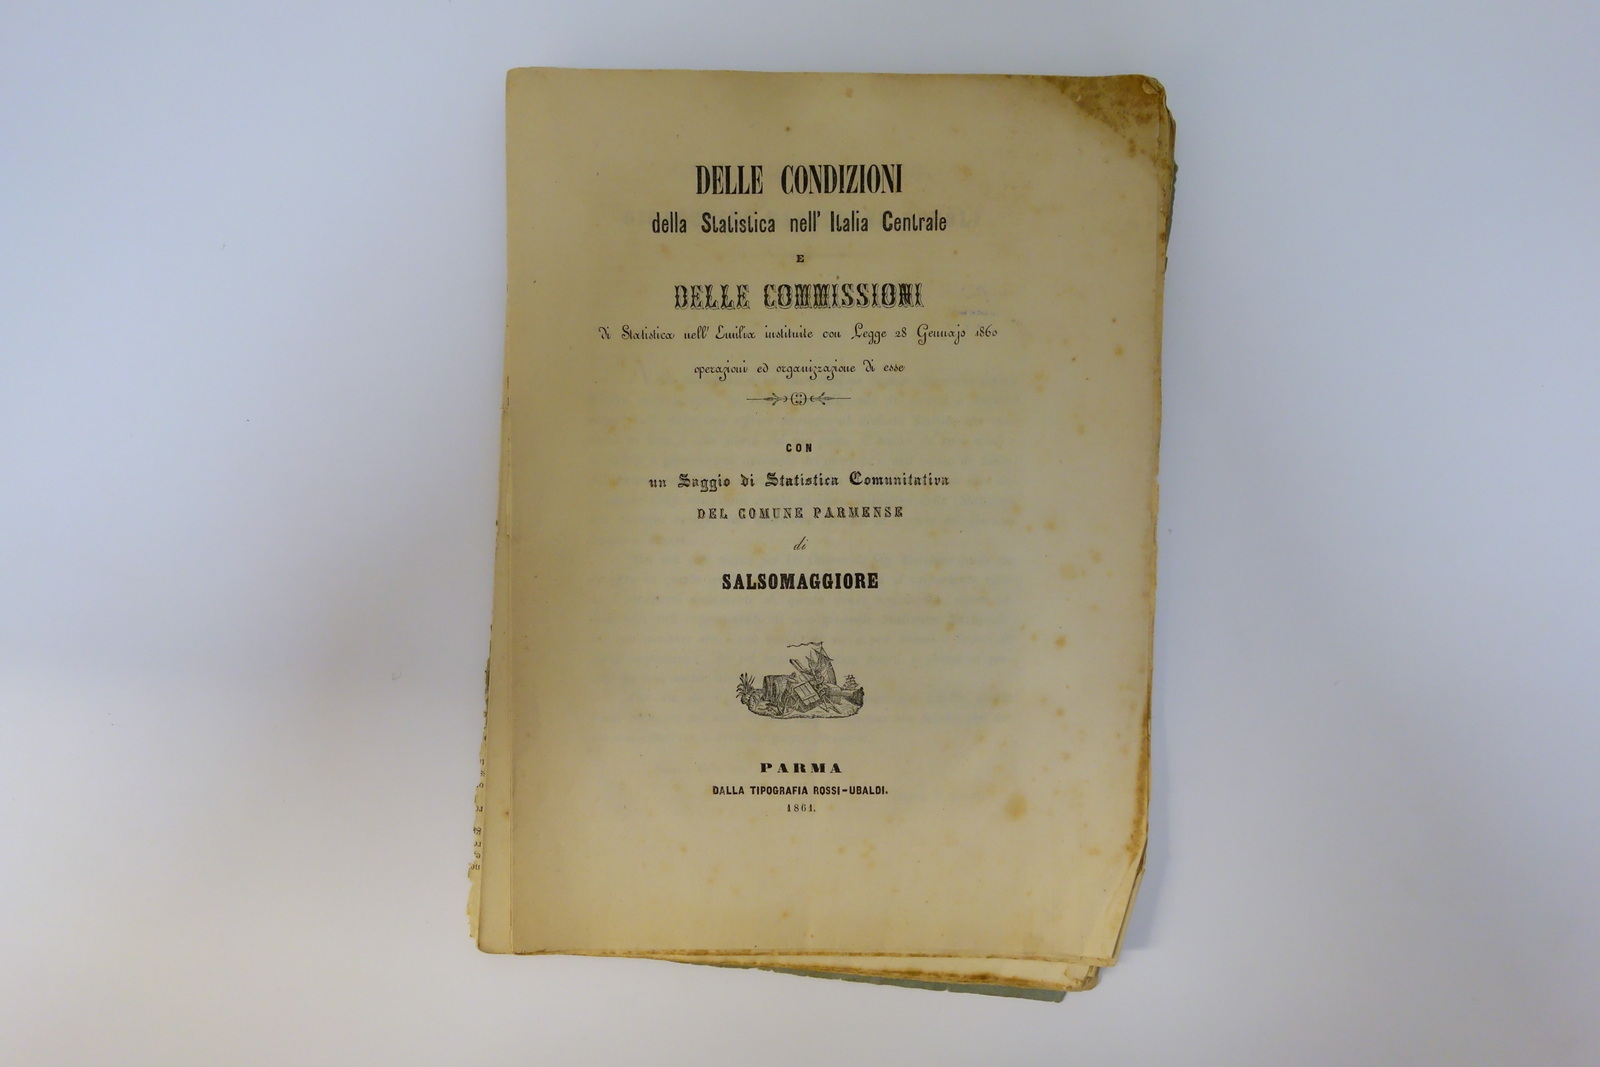 DELLE CONDIZIONI
della Statistica nell' Italia Centrale
E
DELLE COMMISSIONI
di Statistica nell' Emilia instituite con Legge 28 Gennajo 1860
operazioni ed organizzazione di esse
CON
un Saggio di Statistica Comunitativa
DEL COMUNE PARMENSE
di
SALSOMAGGIORE
PARMA
DALLA TIPOGRAFIA ROSSI-UBALDI.
1861.